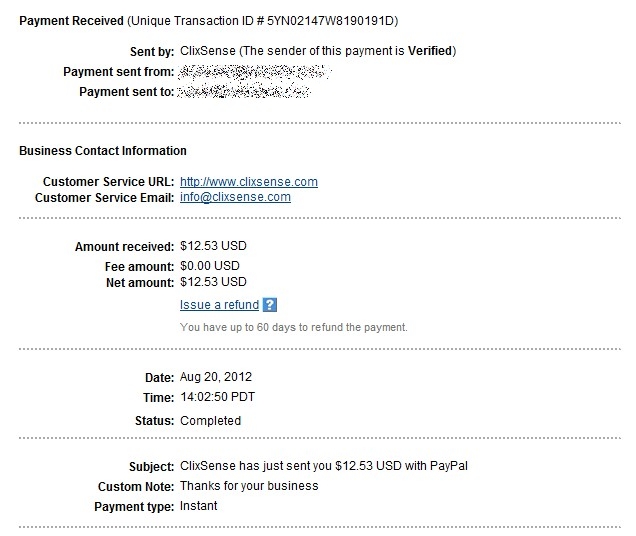 Payment Received (Unique Transaction ID # 5YN02147W8190191D)
Sent by: ClixSense (The sender of this payment is Verified)
Payment sent from:
Payment sent to:
Business Contact Information
Customer Service URL: http://www.clixsense.com
Customer Service Email: info@clixsense.com
Amount received: $12.53 USD
Fee amount: $0.00 USD
Net amount: $12.53 USD
Issue a refund ?
You have up to 60 days to refund the payment.
Date: Aug 20, 2012
Time: 14:02:50 PDT
Status: Completed
Subject: ClixSense has just sent you $12.53 USD with PayPal
Custom Note: Thanks for your business
Payment type: Instant